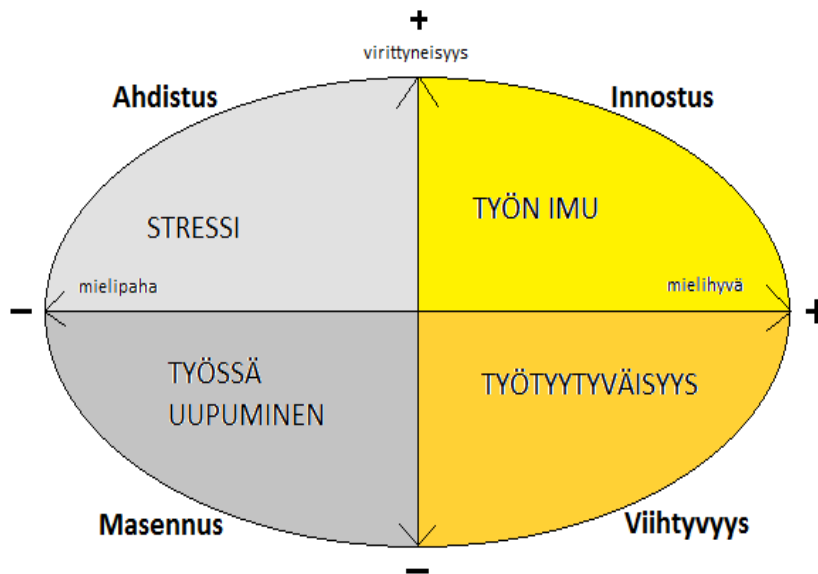 +
virittyneisyys
Ahdistus
Innostus
STRESSI
TYÖN IMU
mielipaha
mielihyvä
–
+
TYÖSSÄ
UUPUMINEN
TYÖTYYTYVÄISYYS
Masennus
Viihtyvyys
–